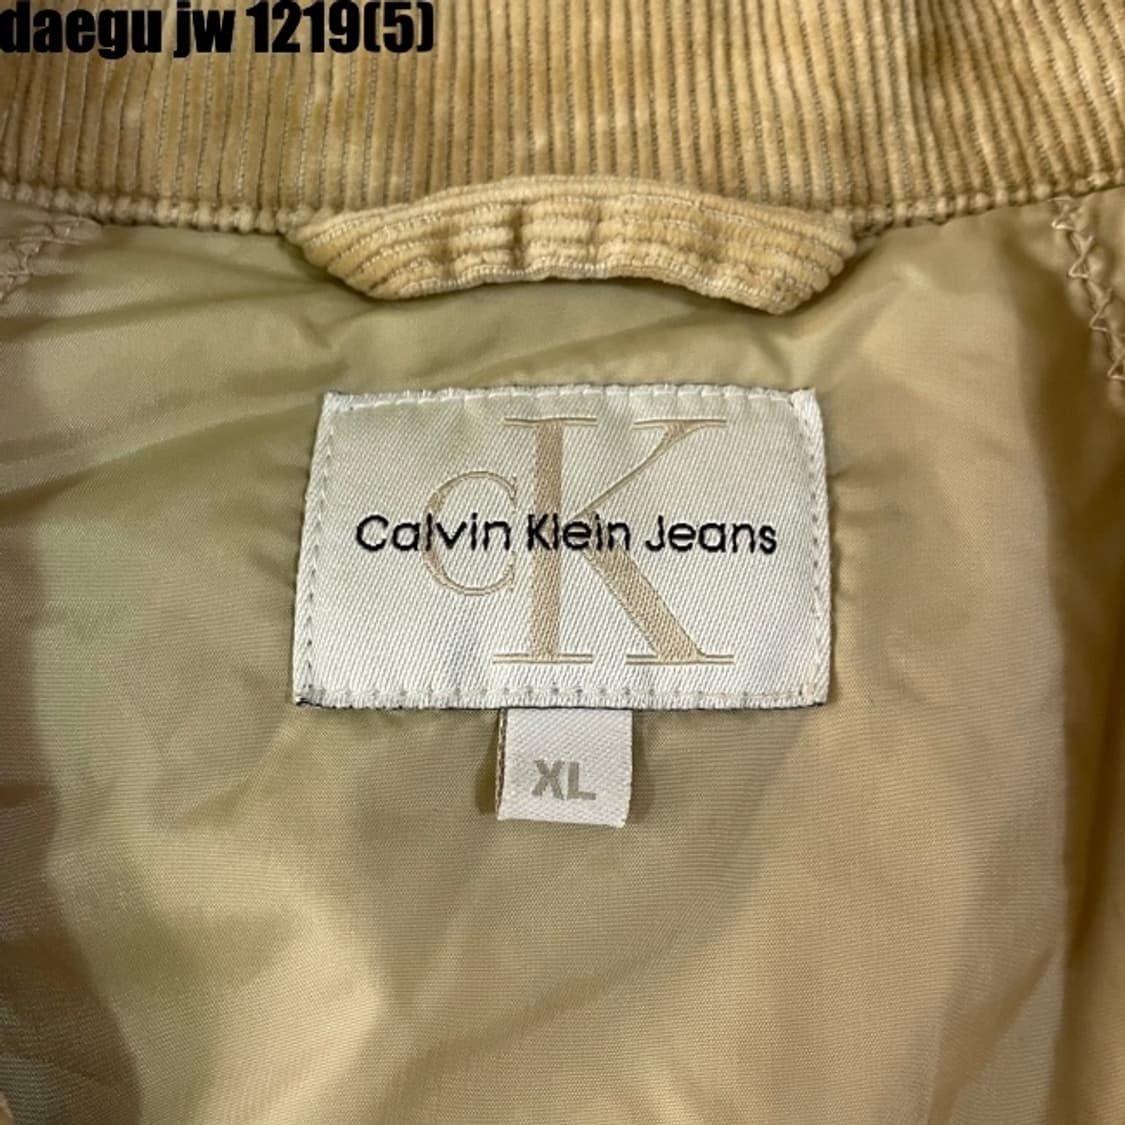 daegu jw 1219(5)
cK
Calvin Klein Jeans
XL